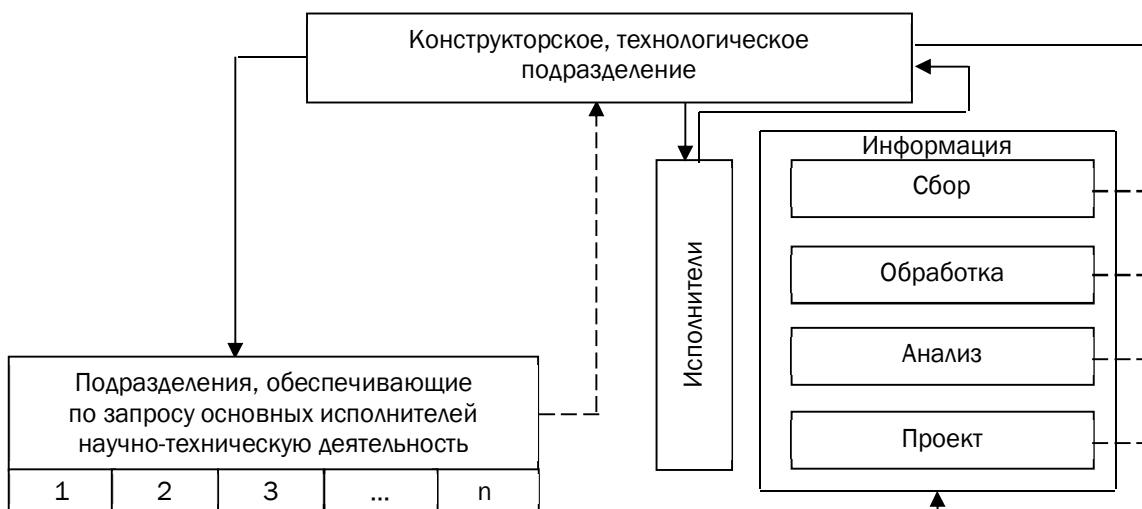 Конструкторское, технологическое
подразделение
Информация
Сбор
Обработка
Анализ
Проект
Исполнители
Подразделения, обеспечивающие
по запросу основных исполнителей
научно-техническую деятельность
1 2 3 ... n